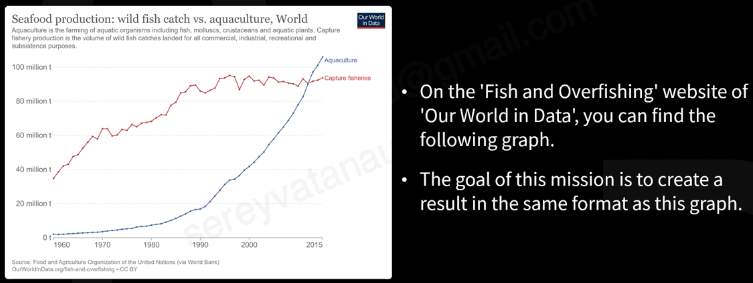 Seafood production: wild fish catch vs. aquaculture, World
Our World
in Data
Aquaculture is the farming of aquatic organisms including fish, molluscs, crustaceans and aquatic plants. Capture
fishery production is the volume of wild fish catches landed for all commercial, industrial, recreational and
subsistence purposes.
100 million t
80 million t
60 million t
40 million t
20 million t
0 t
Aquaculture
Capture fisheries
1960
1970
1980
1990
2000
2015
Source: Food and Agriculture Organization of the United Nations (via World Bank)
OurWorldInData.org/fish-and-overfishing • CC BY
• On the 'Fish and Overfishing' website of
'Our World in Data', you can find the
following graph.
• The goal of this mission is to create a
result in the same format as this graph.